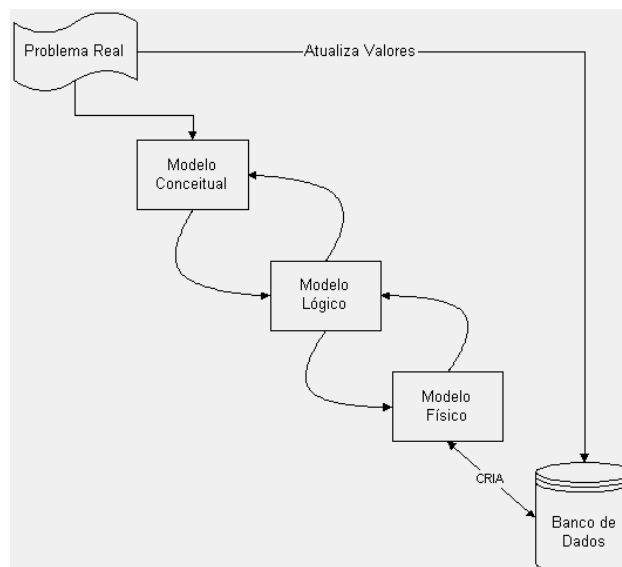 Problema Real
Atualiza Valores
Modelo
Conceitual
Modelo
Lógico
Modelo
Físico
CRIA
Banco de
Dados